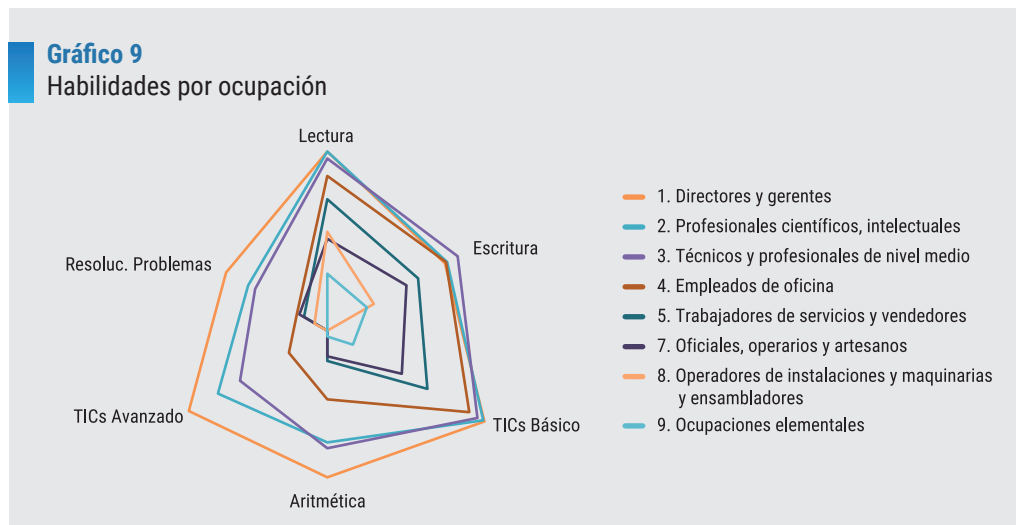 Gráfico 9
Habilidades por ocupación
Lectura
Escritura
Resoluc. Problemas
TICs Avanzado
TICs Básico
Aritmética
1. Directores y gerentes
2. Profesionales científicos, intelectuales
3. Técnicos y profesionales de nivel medio
4. Empleados de oficina
5. Trabajadores de servicios y vendedores
7. Oficiales, operarios y artesanos
8. Operadores de instalaciones y maquinarias
y ensambladores
9. Ocupaciones elementales